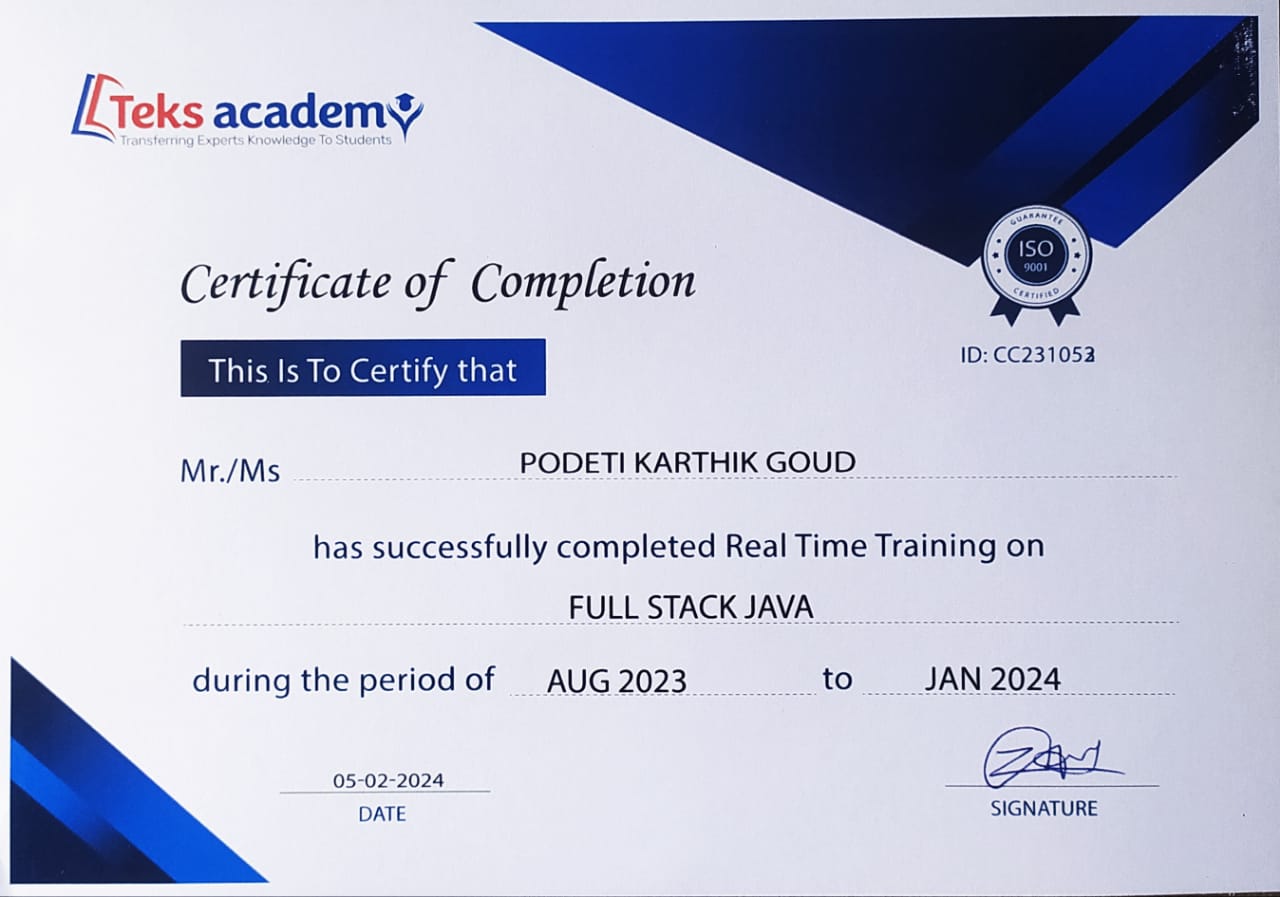 Teks academy
Transferring Experts Knowledge To Students
GUARANTEE
ISO
9001
CERTIFIED
Certificate of Completion
ID: CC231053
This Is To Certify that
Mr./Ms PODETI KARTHIK GOUD
has successfully completed Real Time Training on
FULL STACK JAVA
during the period of AUG 2023 to JAN 2024
05-02-2024
DATE
SIGNATURE